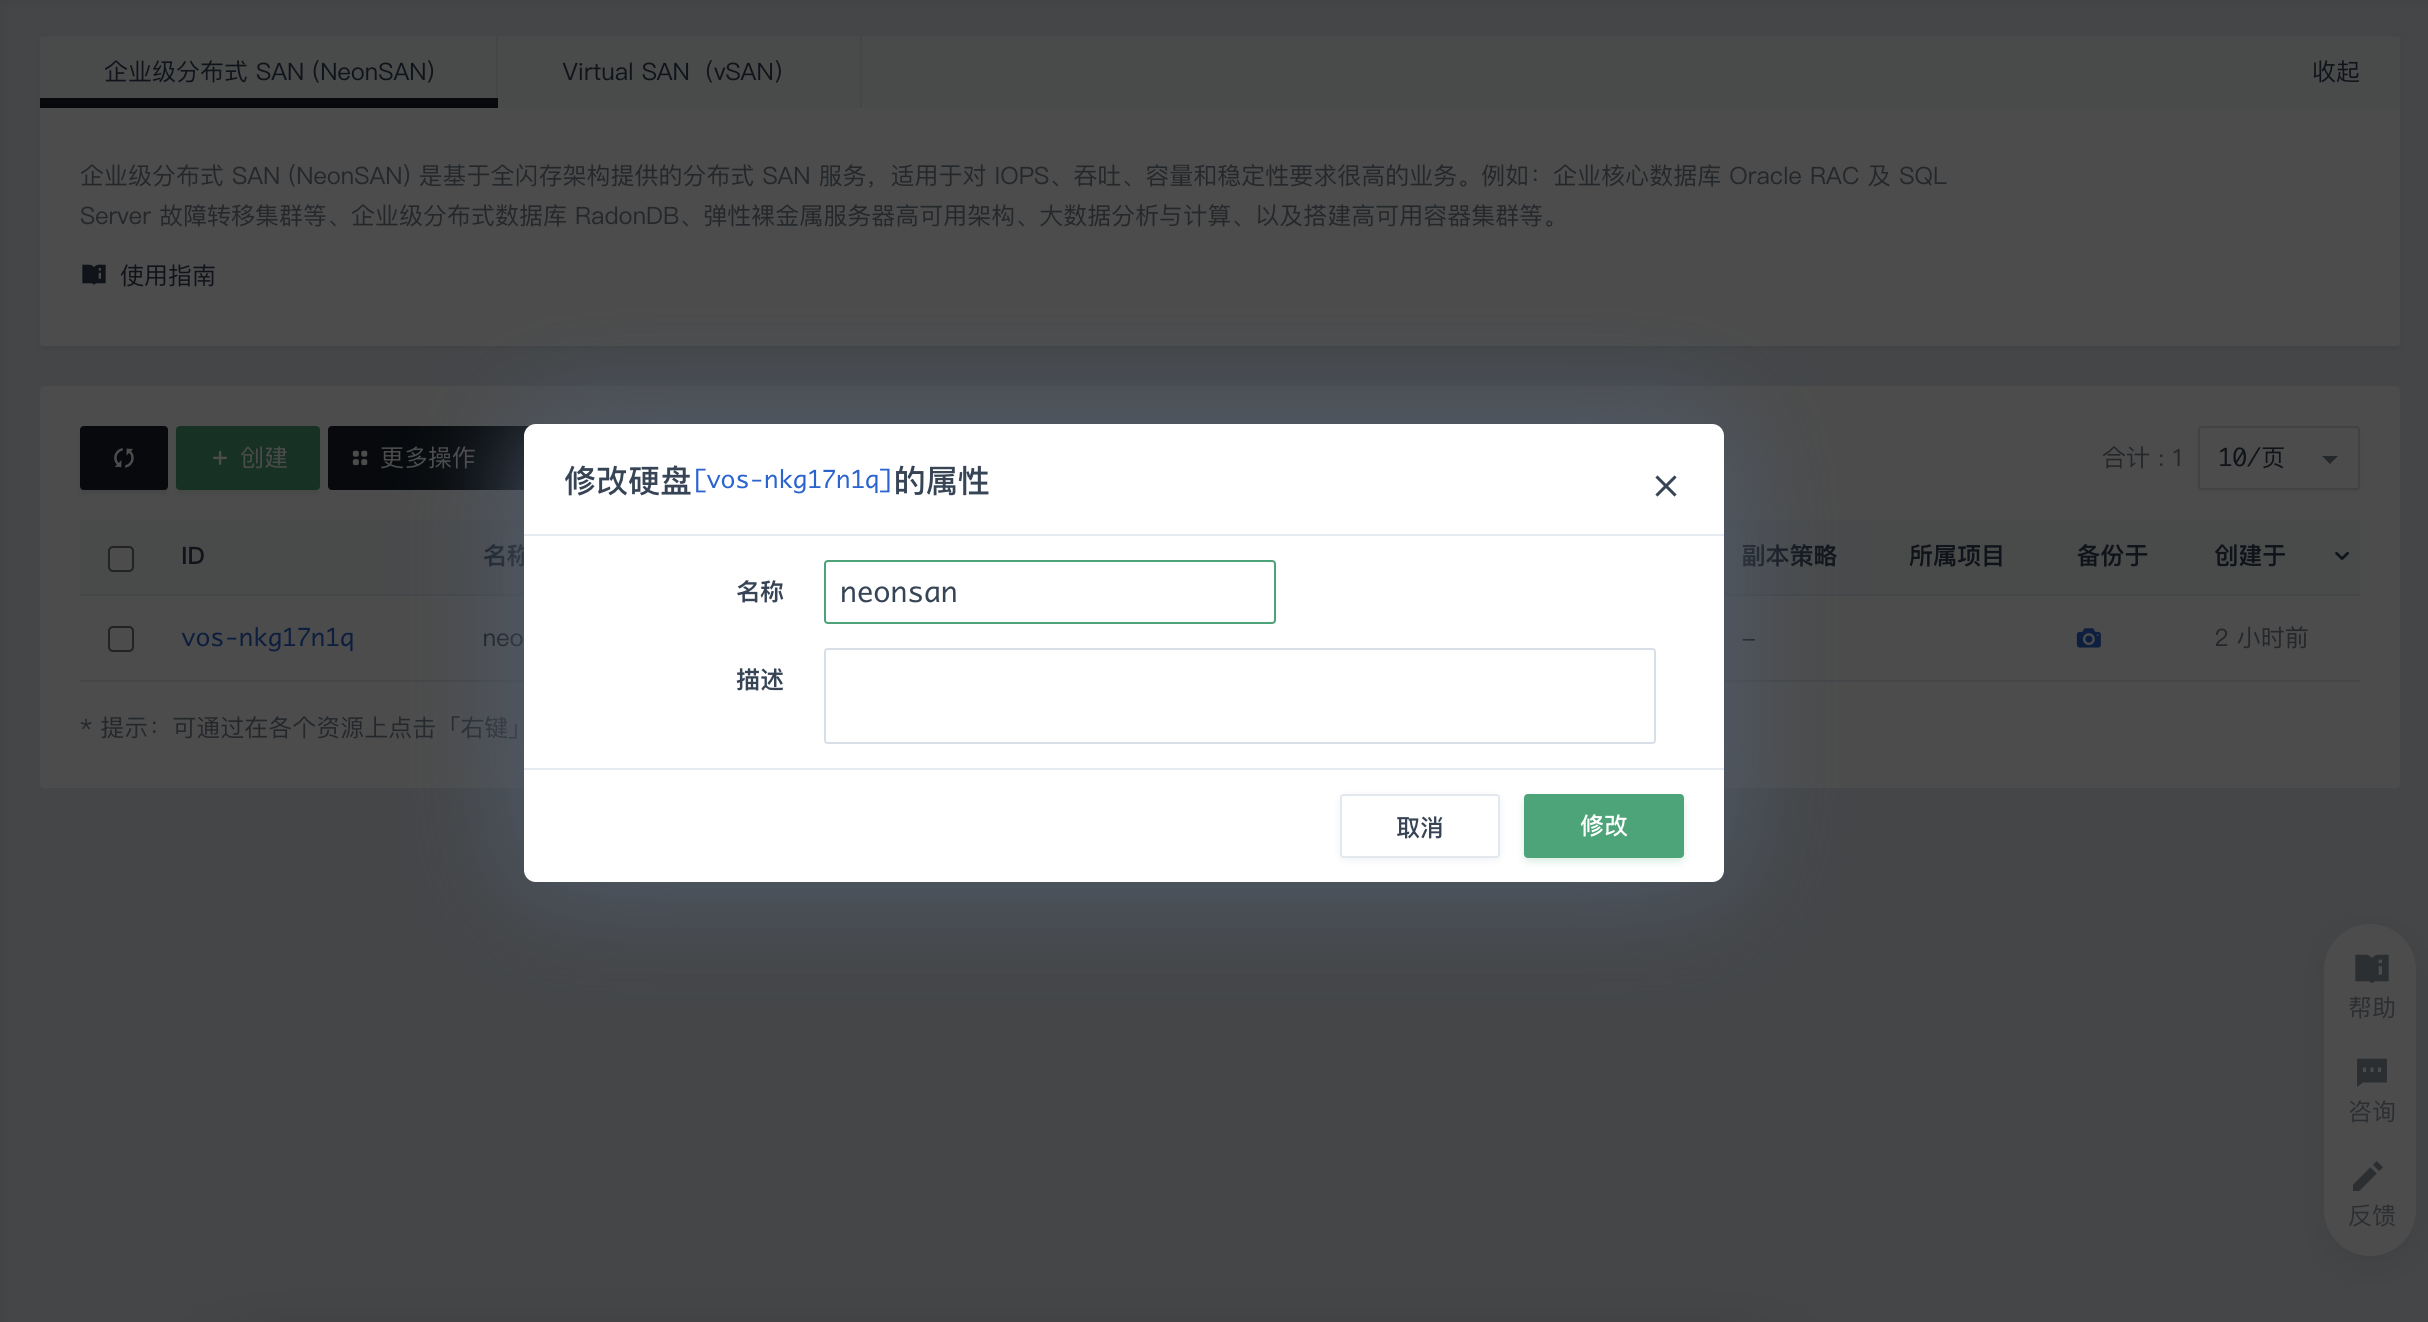 企业级分布式 SAN (NeonSAN)
Virtual SAN（vSAN）
收起
企业级分布式 SAN (NeonSAN) 是基于全闪存架构提供的分布式 SAN 服务，适用于对 IOPS、吞吐、容量和稳定性要求很高的业务。例如：企业核心数据库 Oracle RAC 及 SQL
Server 故障转移集群等、企业级分布式数据库 RadonDB、弹性裸金属服务器高可用架构、大数据分析与计算、以及搭建高可用容器集群等。
使用指南
+ 创建
更多操作
合计 : 1
10/页
修改硬盘[vos-nkg17n1q]的属性
ID
名称
副本策略
所属项目
备份于
创建于
名称
neonsan
vos-nkg17n1q
neo
–
2 小时前
描述
* 提示：可通过在各个资源上点击「右键」
取消
修改
帮助
咨询
反馈